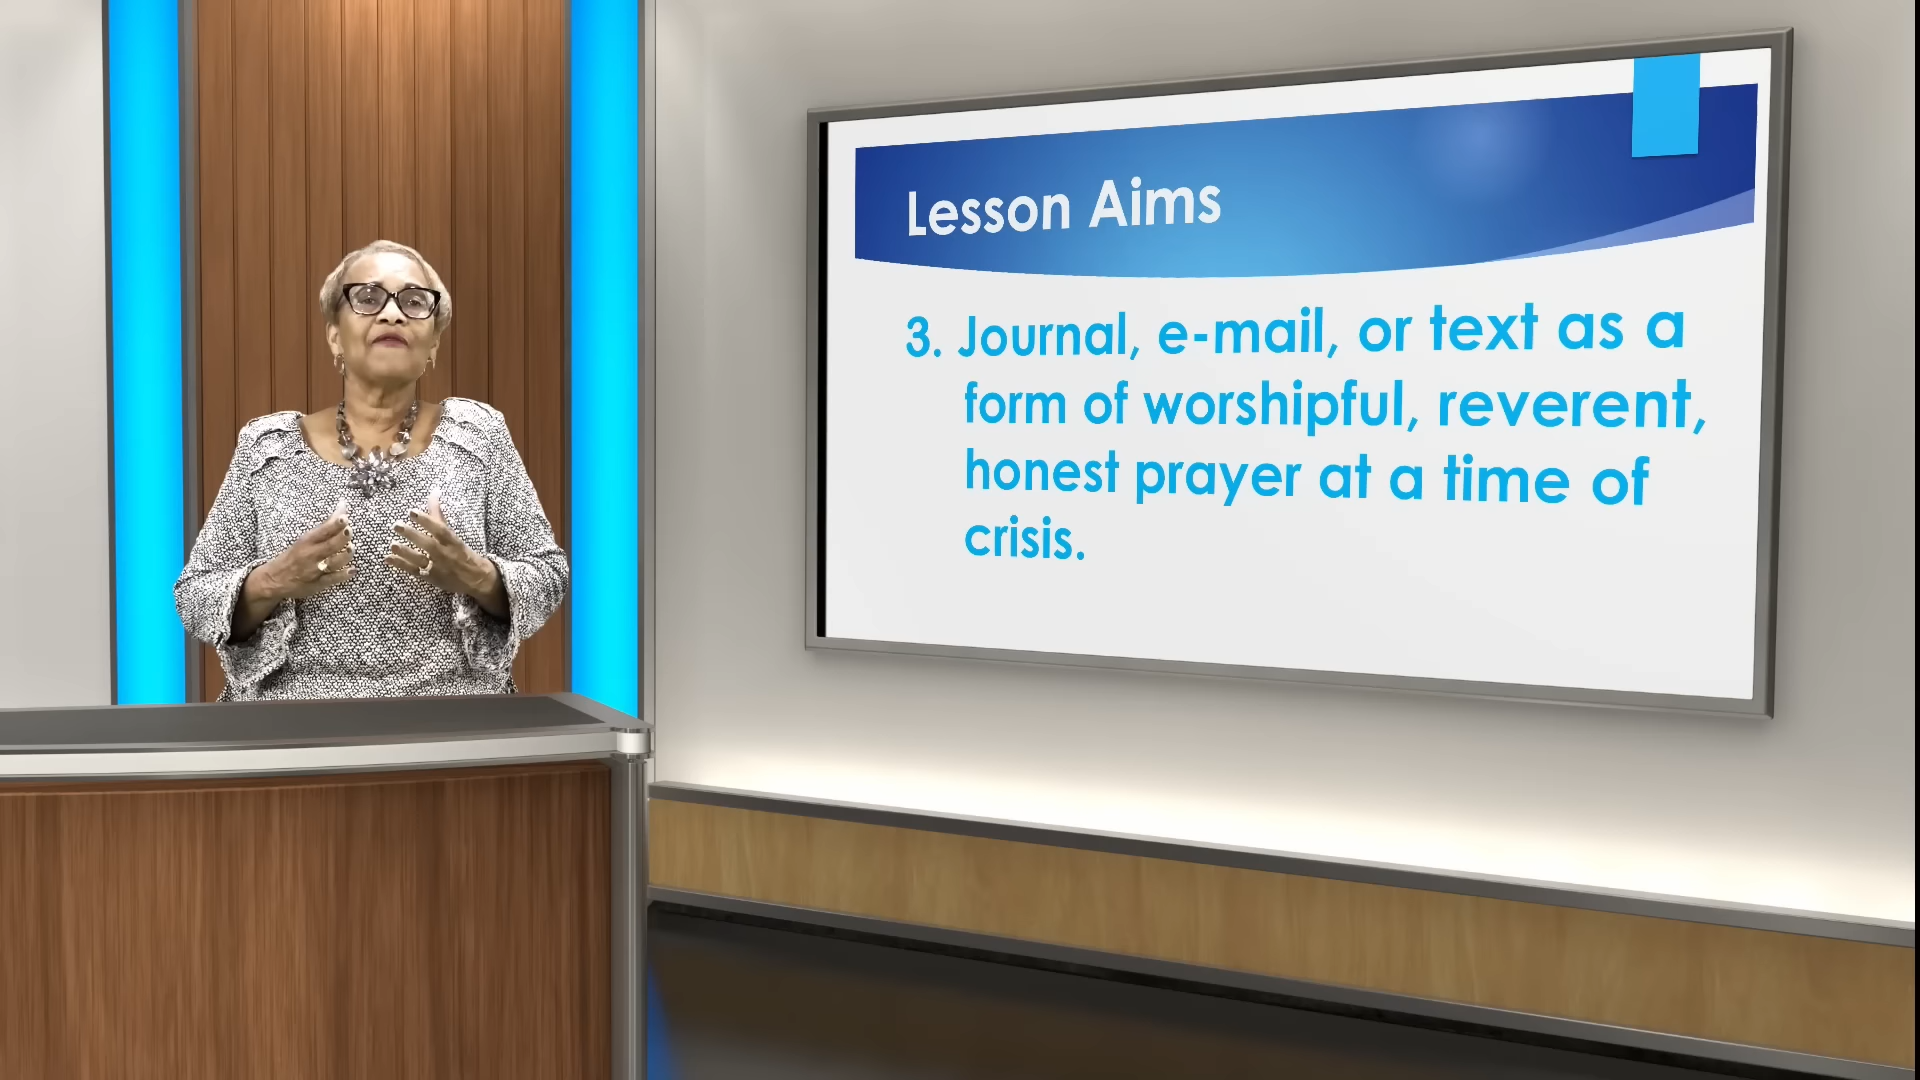 Lesson Aims
3. Journal, e-mail, or text as a
form of worshipful, reverent,
honest prayer at a time of
crisis.